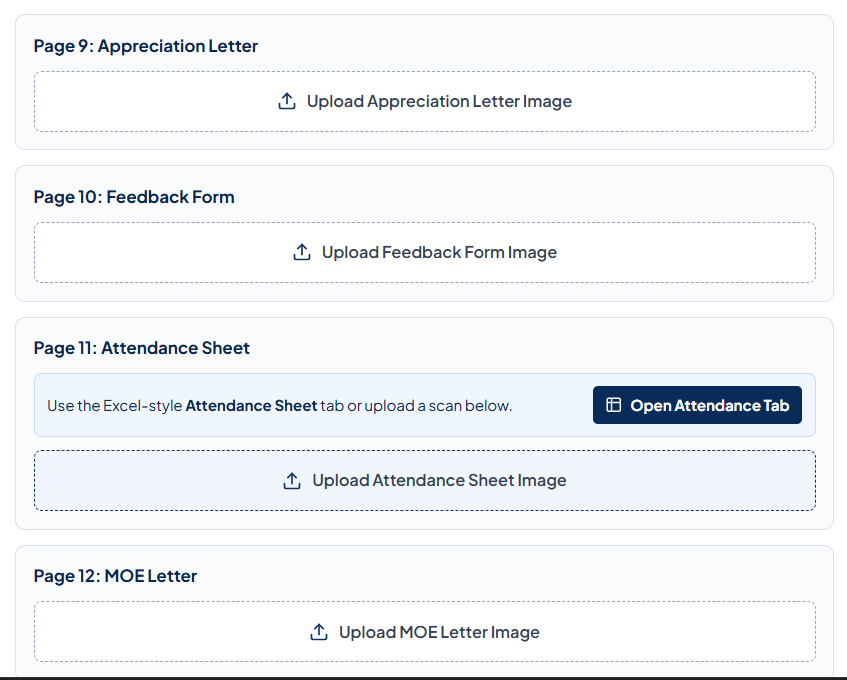 Page 9: Appreciation Letter
Upload Appreciation Letter Image
Page 10: Feedback Form
Upload Feedback Form Image
Page 11: Attendance Sheet
Use the Excel-style Attendance Sheet tab or upload a scan below.
Open Attendance Tab
Upload Attendance Sheet Image
Page 12: MOE Letter
Upload MOE Letter Image